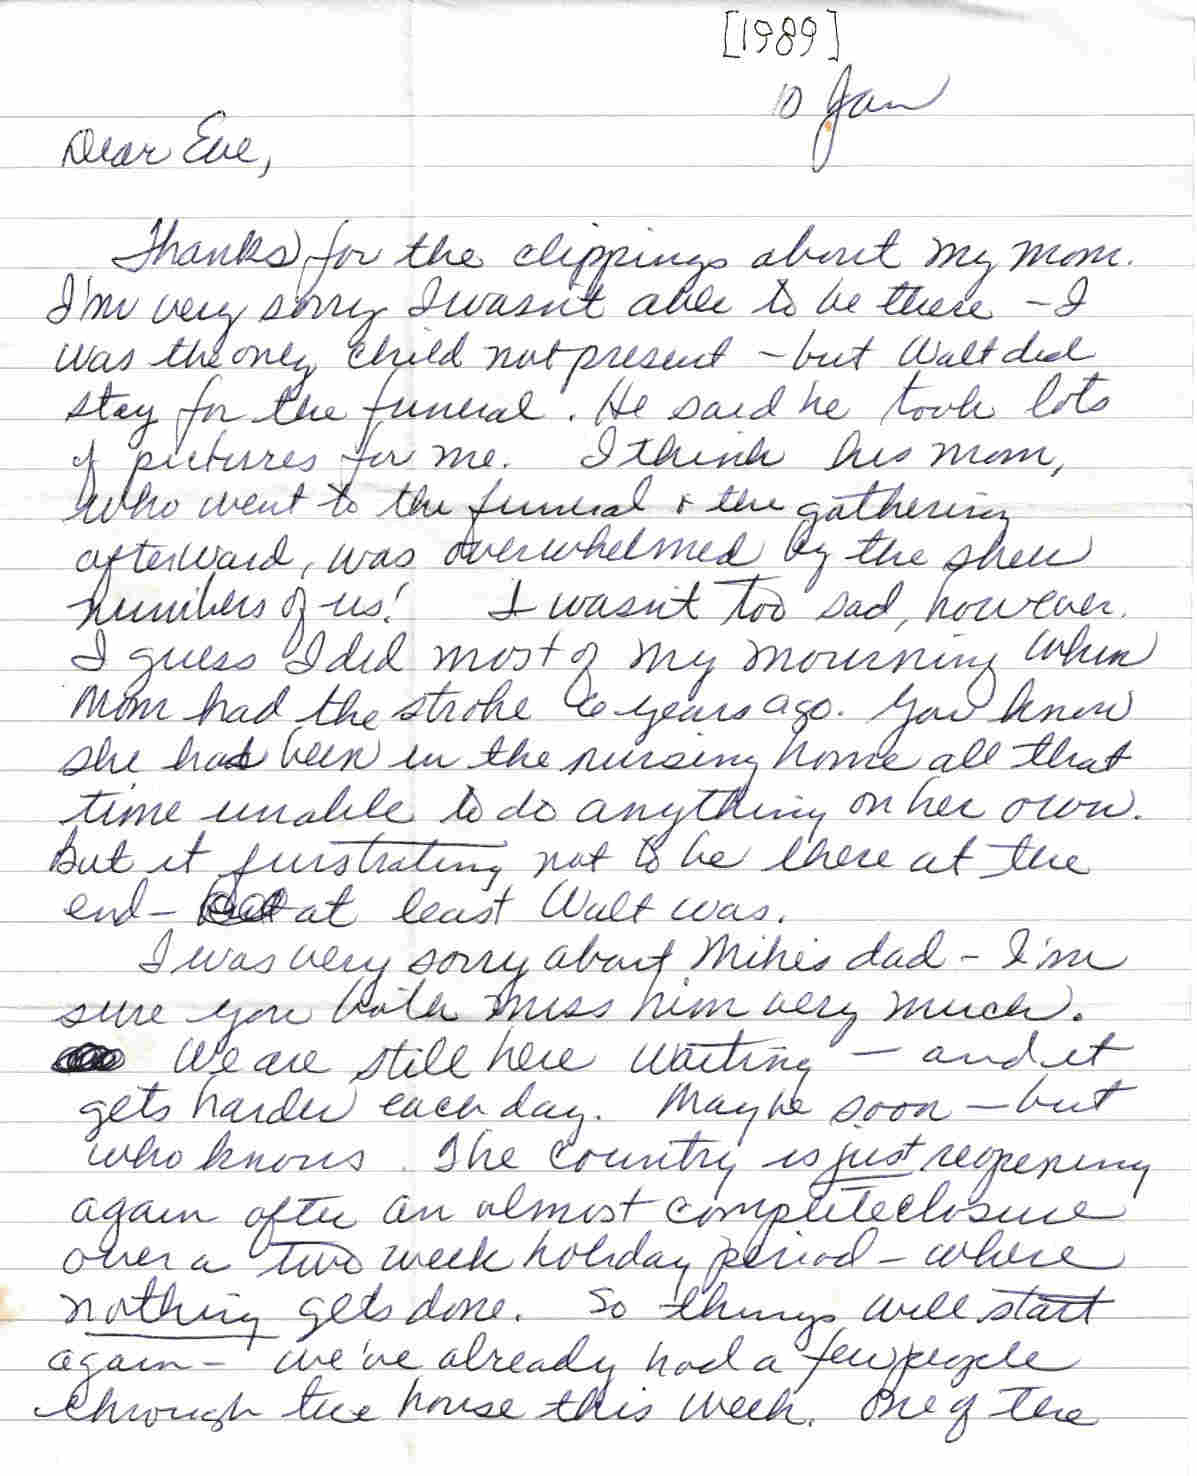 [1989]
10 Jan
Dear Eve,
Thanks for the clippings about my mom.
I'm very sorry I wasn't able to be there - I
was the only child not present - but Walt did
stay for the funeral. He said he took lots
of pictures for me. I think his mom,
who went to the funeral & the gathering
afterward, was overwhelmed by the sheer
numbers of us! I wasn't too sad, however.
I guess I did most of my mourning when
Mom had the stroke 6 years ago. You know
she had been in the nursing home all that
time unable to do anything on her own.
But it furstrating not to be there at the
end - at least Walt was.
I was very sorry about Mike's dad - I'm
sure you both miss him very much.
We are still here waiting - and it
gets harder each day. Maybe soon - but
who knows. The country is just reopening
again after an almost complete closure
over a two week holiday period - where
nothing gets done. So things will start
again - we've already had a few people
through the house this week. One of the